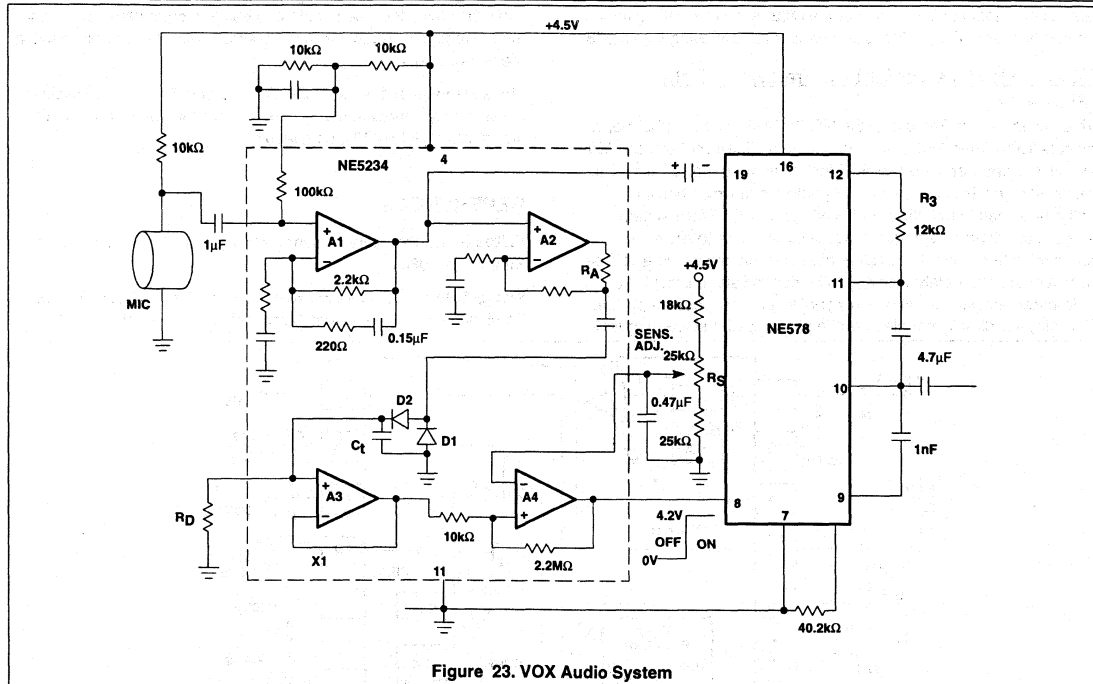 +4.5V
10kΩ
10kΩ
10kΩ
NE5234
4
100kΩ
1μF
MIC
+
A1
−
2.2kΩ
220Ω
0.15μF
+
A2
−
RA
+ −
19
16
12
R3
12kΩ
11
NE578
4.7μF
10
1nF
9
8
7
+4.5V
18kΩ
SENS.
ADJ.
25kΩ
RS
0.47μF
25kΩ
D2
Ct
D1
RD
+
A3
−
X1
10kΩ
−
A4
+
2.2MΩ
4.2V
OFF
ON
0V
11
40.2kΩ
Figure 23. VOX Audio System